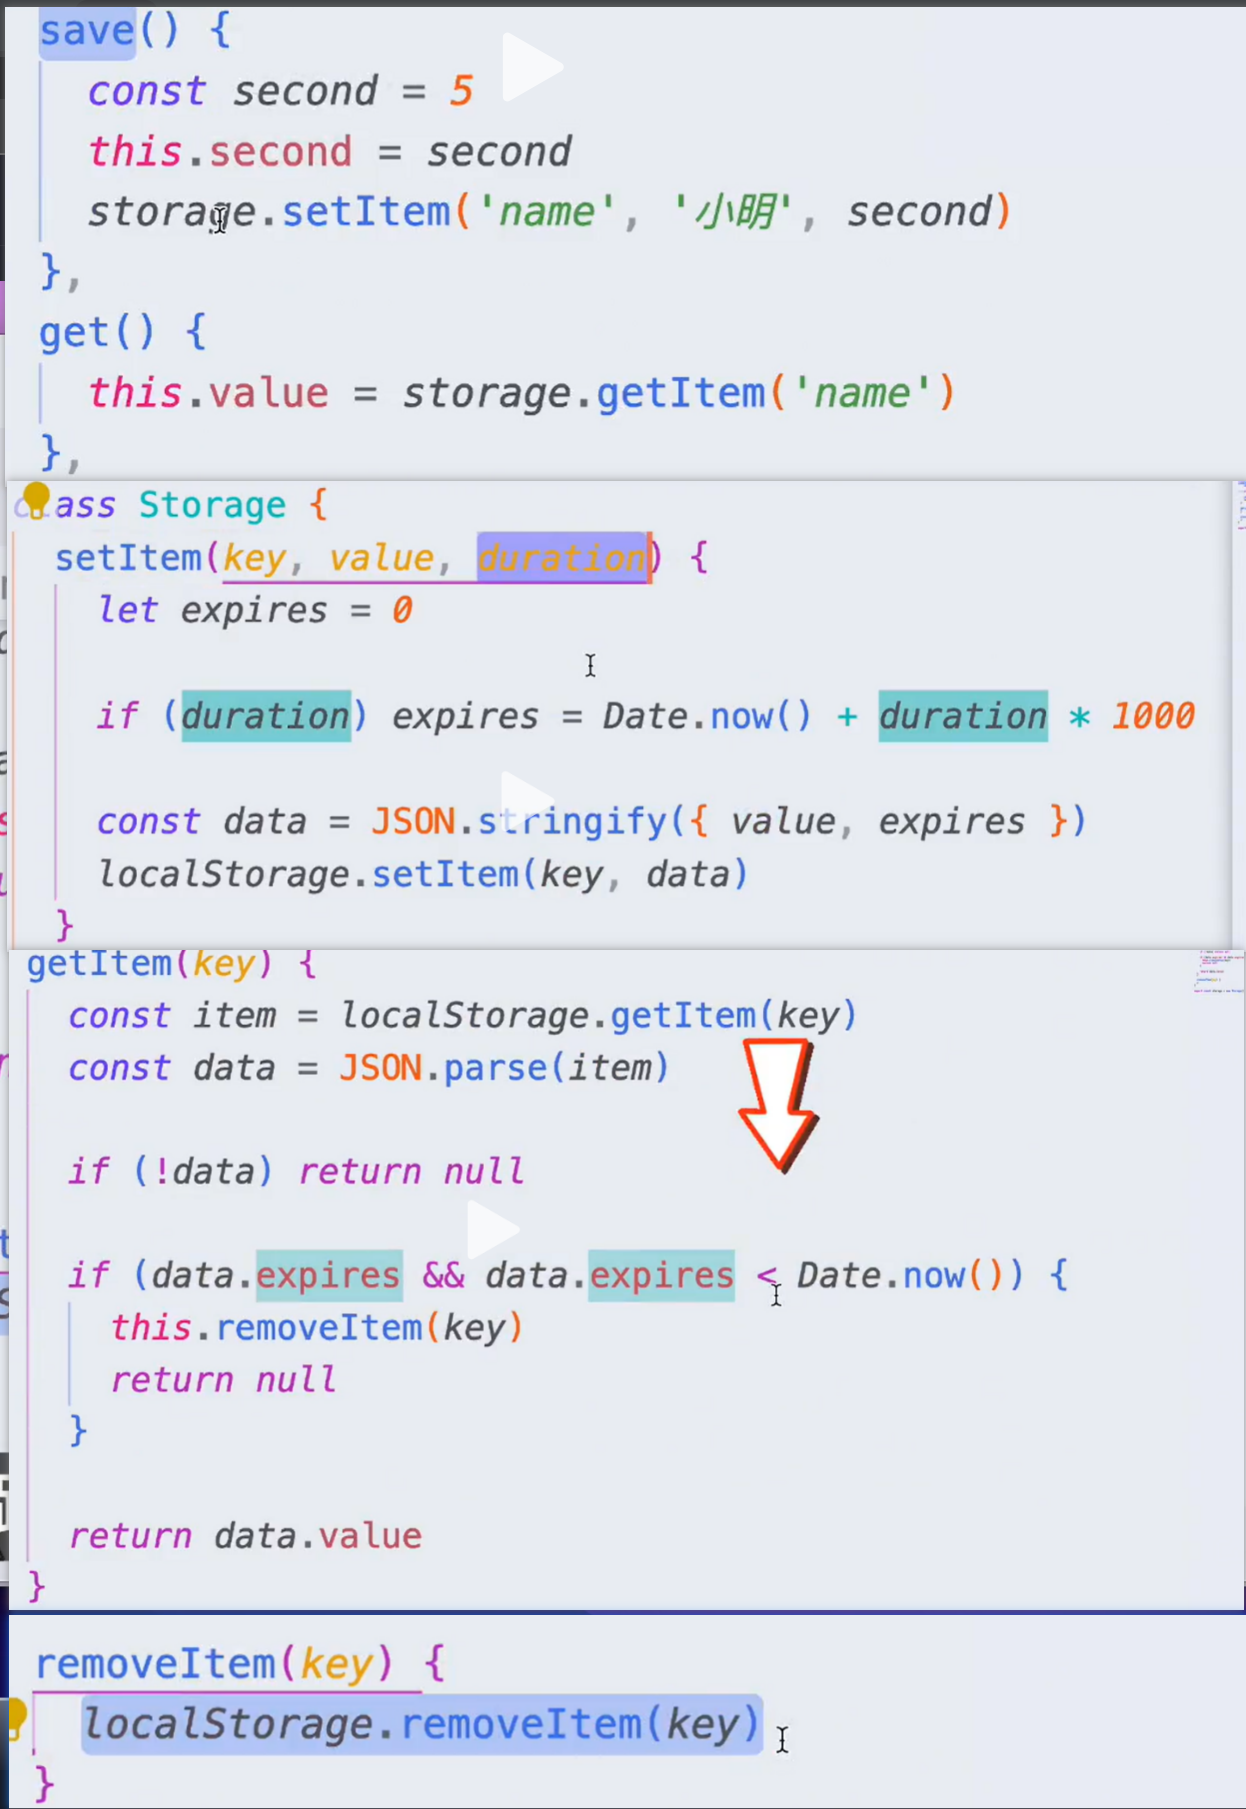 save() {
const second = 5
this.second = second
storage.setItem('name', '小明', second)
},
get() {
this.value = storage.getItem('name')
},
class Storage {
setItem(key, value, duration) {
let expires = 0
if (duration) expires = Date.now() + duration * 1000
const data = JSON.stringify({ value, expires })
localStorage.setItem(key, data)
}
getItem(key) {
const item = localStorage.getItem(key)
const data = JSON.parse(item)
if (!data) return null
if (data.expires && data.expires < Date.now()) {
this.removeItem(key)
return null
}
return data.value
}
removeItem(key) {
localStorage.removeItem(key)
}